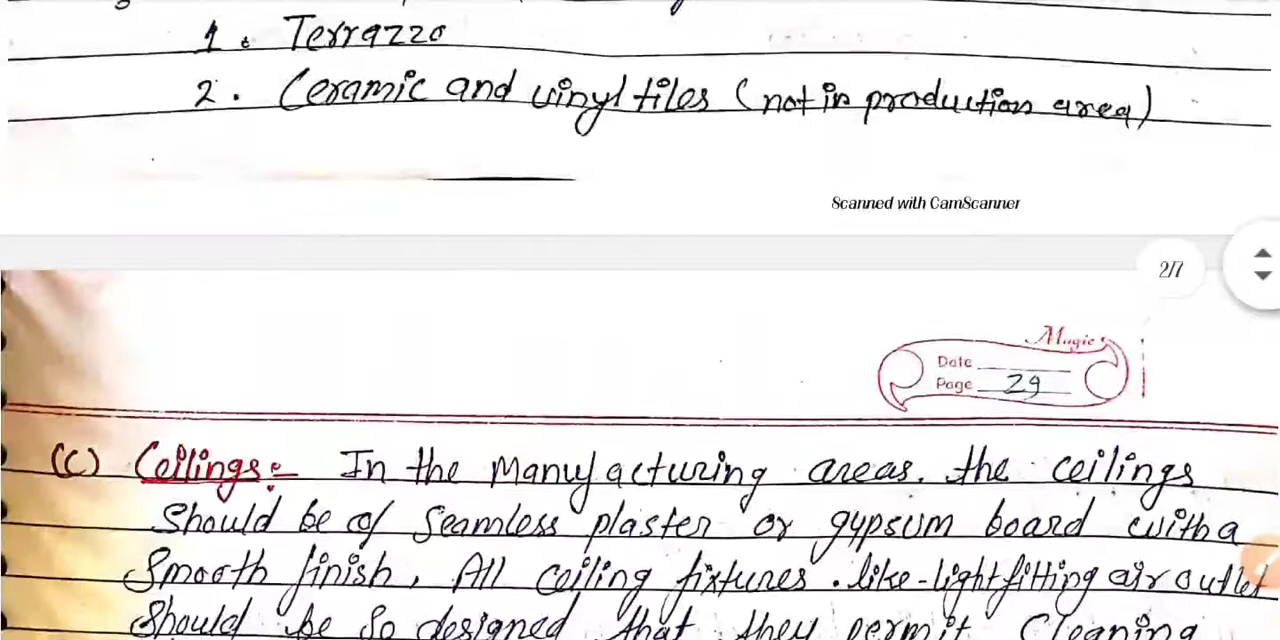 1. Terrazzo
2. Ceramic and vinyl tiles (not in production area)
Scanned with CamScanner
2/7
Magic
Date
Page 29
(C) Ceilings:- In the Manufacturing areas. the ceilings
should be of Seamless plaster or gypsum board with a
Smooth finish, All ceiling fixtures. like-light fitting air outlet
should be so designed that they permit Cleaning